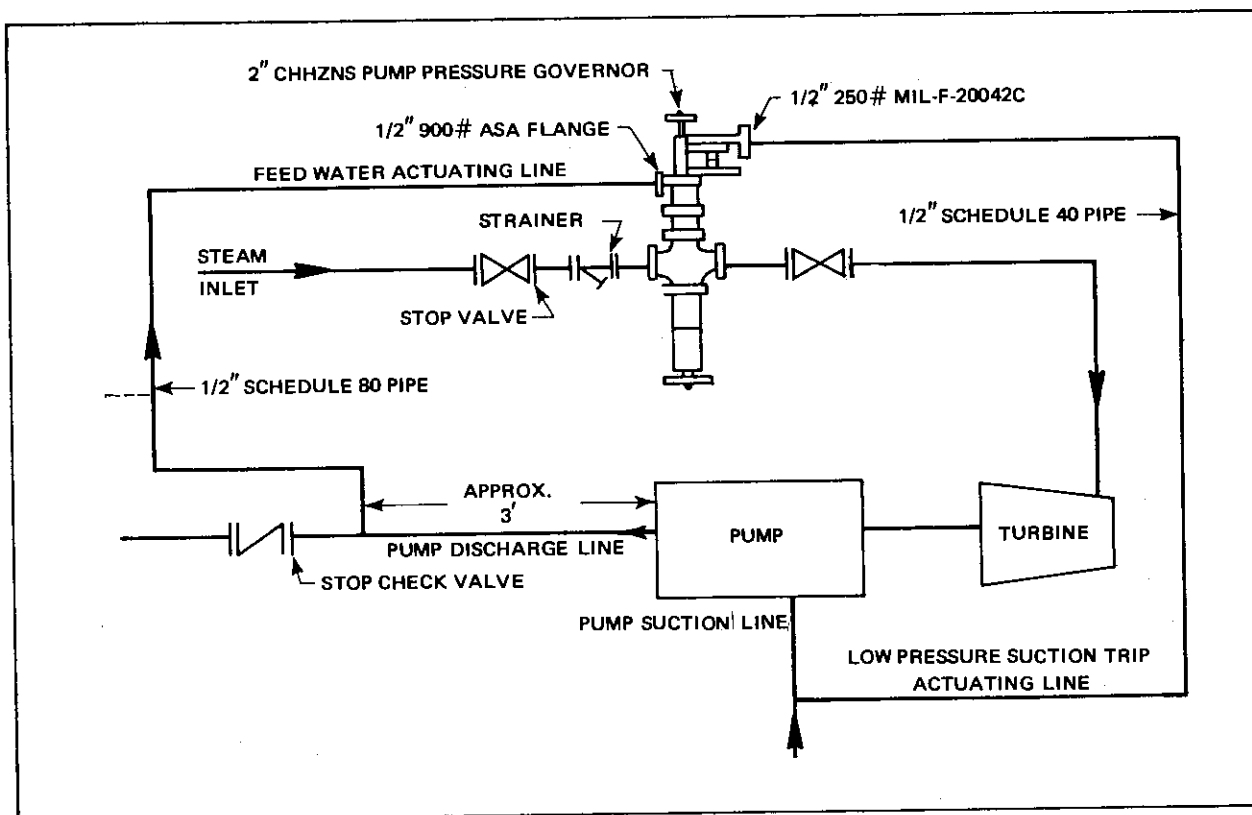 2" CHHZNS PUMP PRESSURE GOVERNOR
1/2" 250# MIL-F-20042C
1/2" 900# ASA FLANGE
FEED WATER ACTUATING LINE
STRAINER
1/2" SCHEDULE 40 PIPE
STEAM
INLET
STOP VALVE
1/2" SCHEDULE 80 PIPE
APPROX.
3'
PUMP
TURBINE
PUMP DISCHARGE LINE
STOP CHECK VALVE
PUMP SUCTION LINE
LOW PRESSURE SUCTION TRIP
ACTUATING LINE